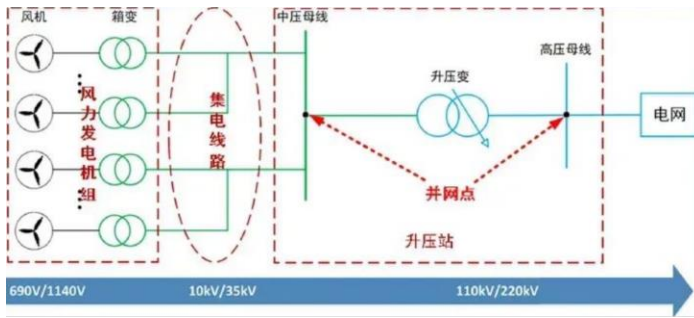 风机
箱变
中压母线
高压母线
升压变
电网
风力发电机组
集电线路
并网点
升压站
690V/1140V
10kV/35kV
110kV/220kV